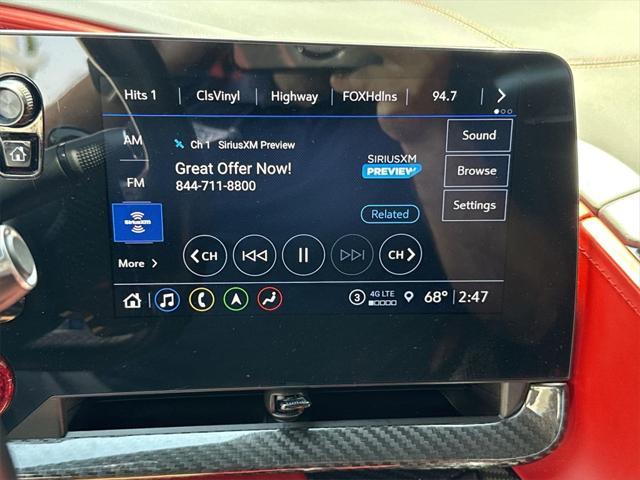 Hits 1 ClsVinyl Highway FOXHdlns 94.7
AM
Ch 1 SiriusXM Preview
Sound
Great Offer Now!
SIRIUSXM
PREVIEW
Browse
FM
844-711-8800
SiriusXM
Related
Settings
More
CH CH
3 4G LTE 68° 2:47